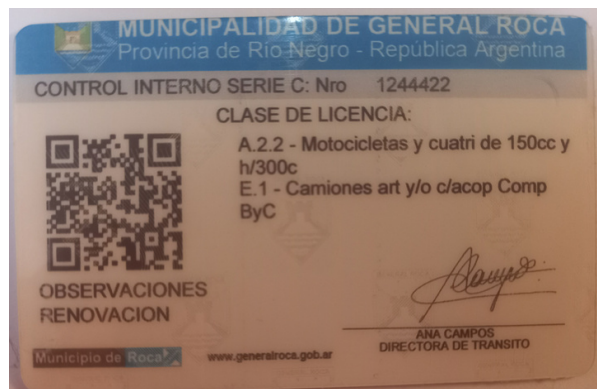 MUNICIPALIDAD DE GENERAL ROCA
Provincia de Río Negro - República Argentina
CONTROL INTERNO SERIE C: Nro 1244422
CLASE DE LICENCIA:
A.2.2 - Motocicletas y cuatri de 150cc y
h/300c
E.1 - Camiones art y/o c/acop Comp
ByC
OBSERVACIONES
RENOVACION
ANA CAMPOS
DIRECTORA DE TRANSITO
Municipio de Roca
www.generalroca.gob.ar